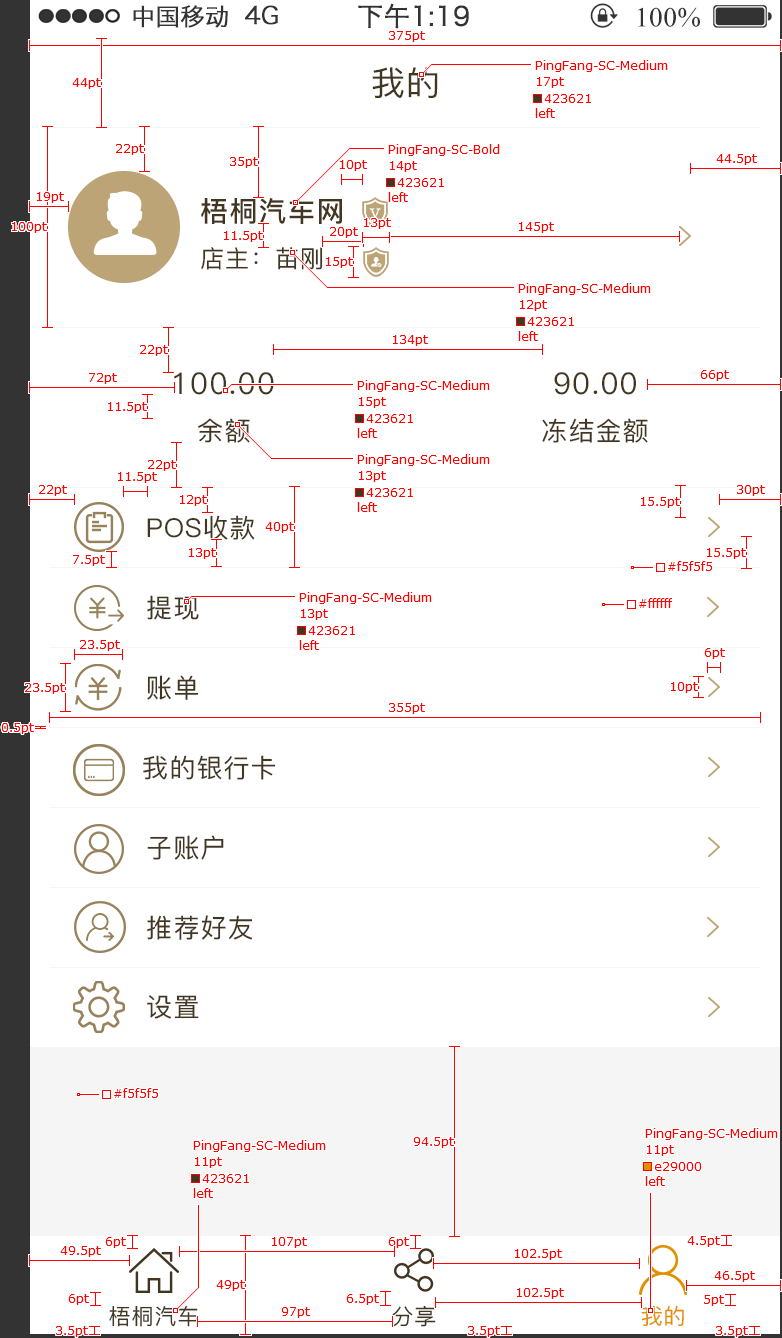 中国移动 4G 下午1:19 100%
375pt
我的
PingFang-SC-Medium
17pt
423621
left
44pt
22pt
35pt
10pt
PingFang-SC-Bold
14pt
423621
left
44.5pt
19pt
100pt
梧桐汽车网
V
13pt
11.5pt
20pt
145pt
店主：苗刚
15pt
PingFang-SC-Medium
12pt
423621
left
22pt
134pt
72pt
100.00
PingFang-SC-Medium
15pt
423621
left
90.00
66pt
11.5pt
余额
冻结金额
22pt
PingFang-SC-Medium
13pt
423621
left
22pt
11.5pt
12pt
40pt
15.5pt
30pt
POS收款
7.5pt
13pt
15.5pt
#f5f5f5
提现
PingFang-SC-Medium
13pt
423621
left
#ffffff
23.5pt
6pt
23.5pt
账单
10pt
355pt
0.5pt
我的银行卡
子账户
推荐好友
设置
#f5f5f5
94.5pt
PingFang-SC-Medium
11pt
423621
left
PingFang-SC-Medium
11pt
e29000
left
49.5pt
6pt
107pt
6pt
102.5pt
4.5pt
46.5pt
49pt
6pt
97pt
6.5pt
102.5pt
5pt
梧桐汽车
分享
我的
3.5pt
3.5pt
3.5pt